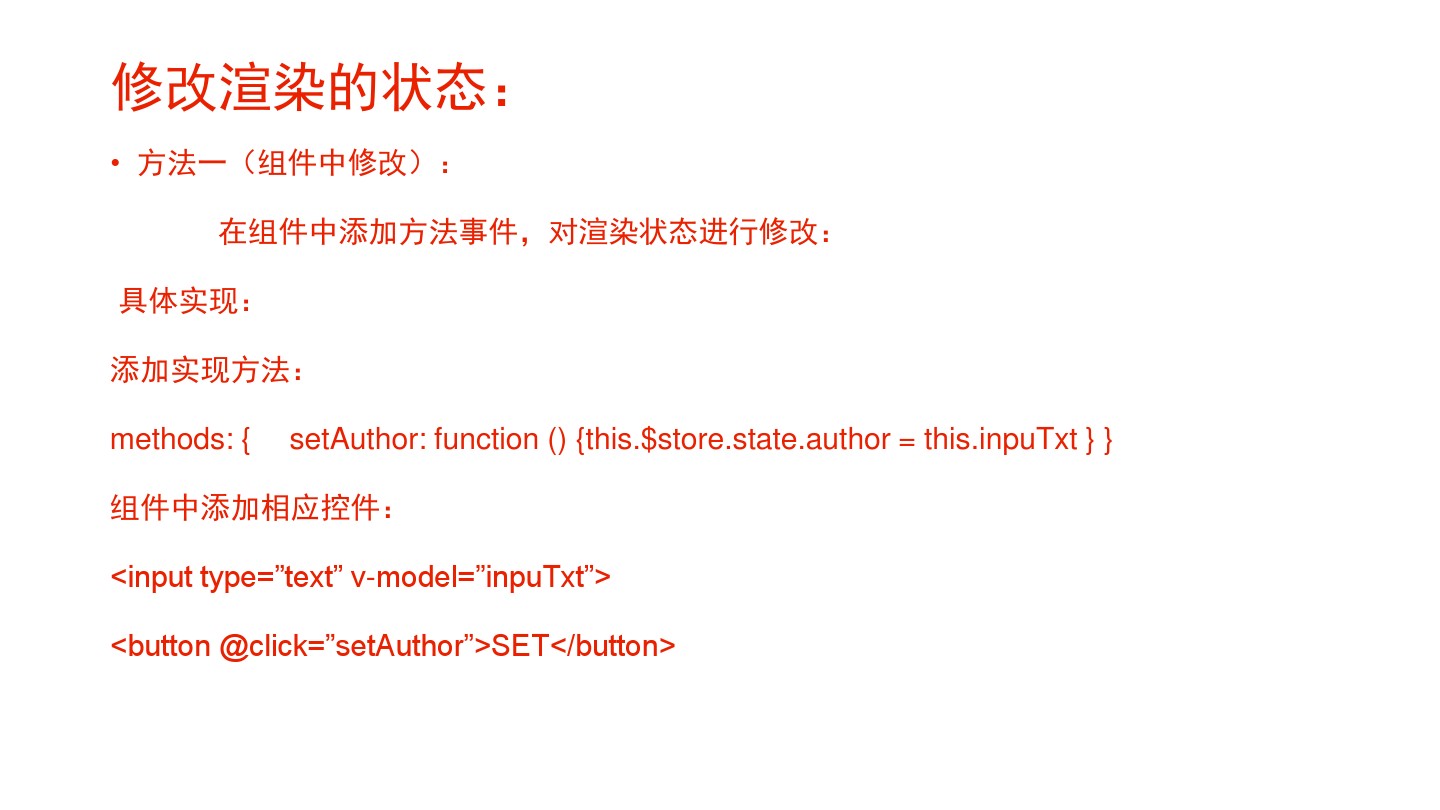 修改渲染的状态：
• 方法一（组件中修改）：
在组件中添加方法事件，对渲染状态进行修改：
具体实现：
添加实现方法：
methods: {     setAuthor: function () {this.$store.state.author = this.inpuTxt } }
组件中添加相应控件：
<input type=”text” v-model=”inpuTxt”>
<button @click=”setAuthor”>SET</button>